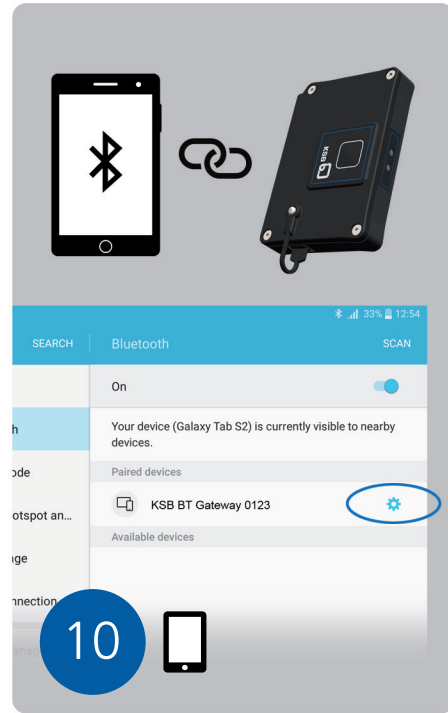 KSB
33% 12:54
SEARCH Bluetooth SCAN
On
h
Your device (Galaxy Tab S2) is currently visible to nearby
devices.
ode
Paired devices
otspot an...
KSB BT Gateway 0123
Available devices
age
nnection
10